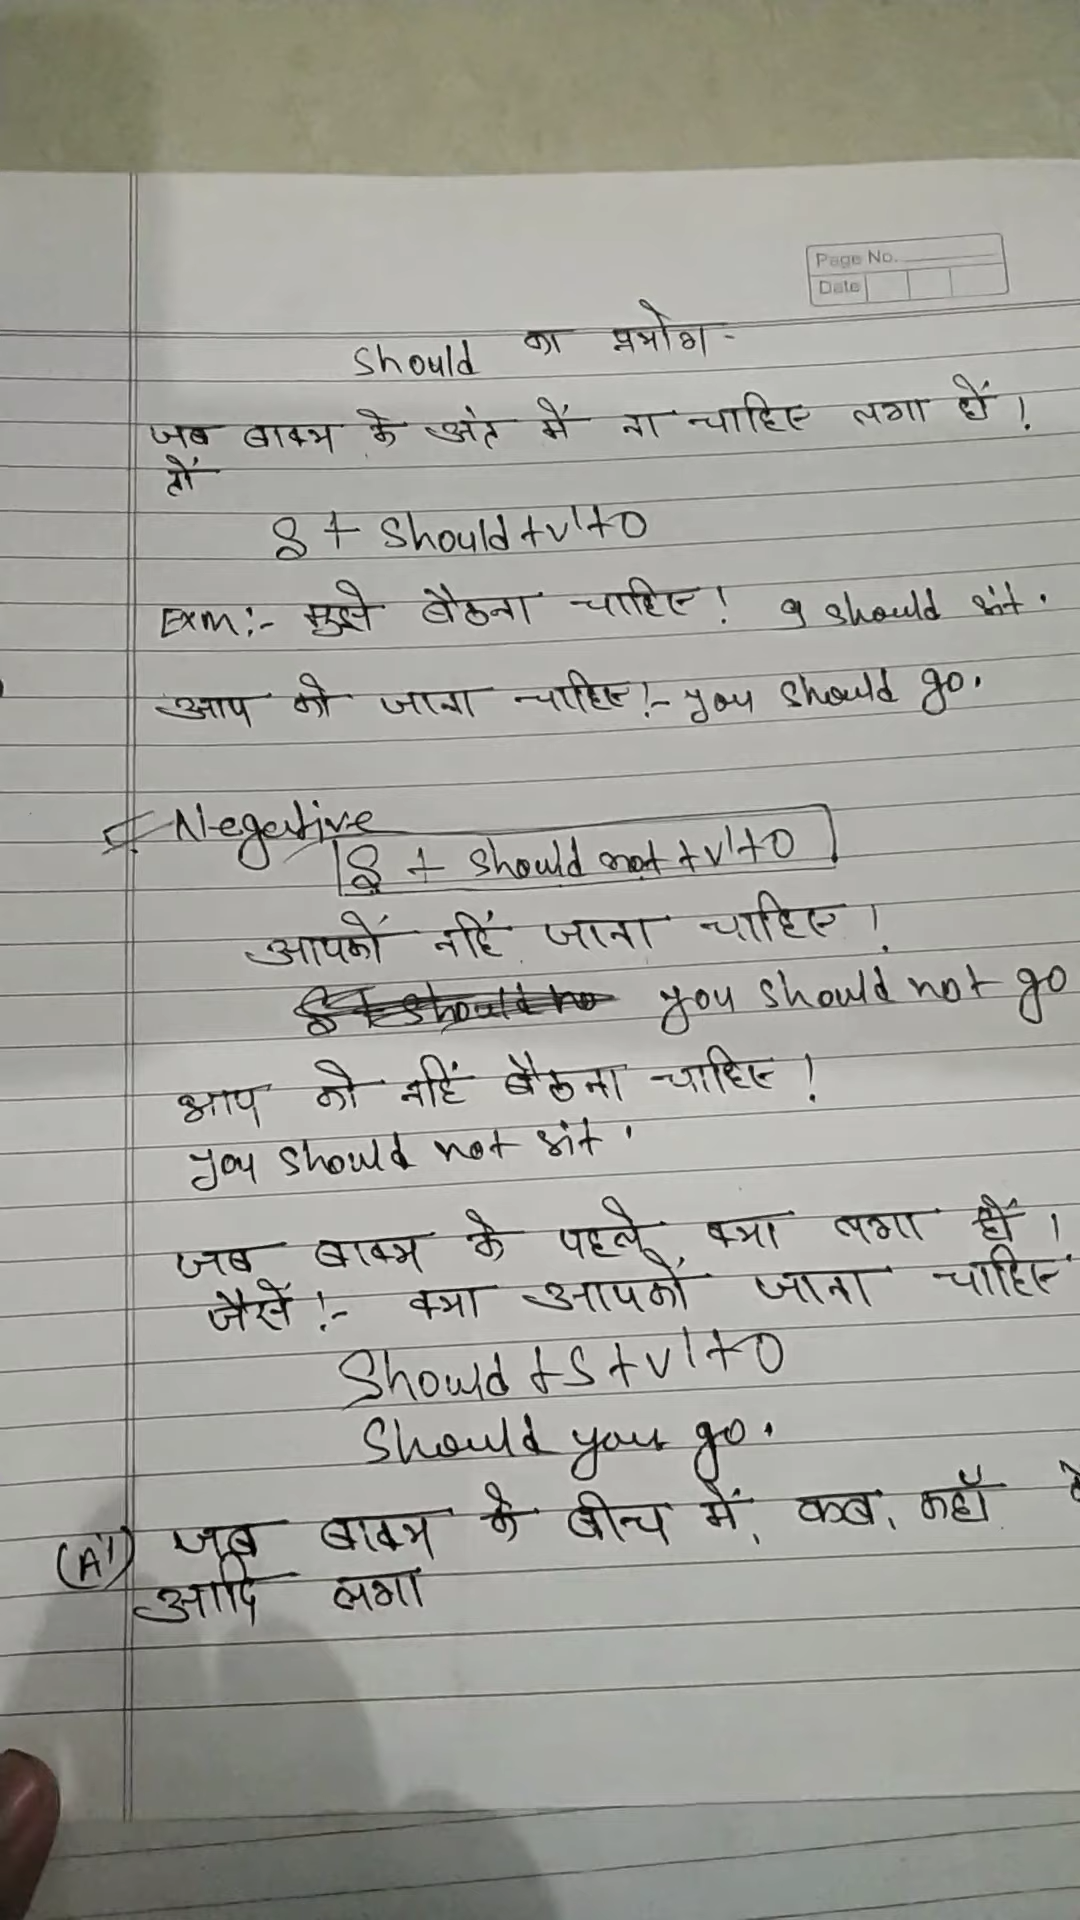 Page No.
Date
Should का प्रयोग -
जब वाक्य के अंत में ना चाहिए लगा हों।
तों
S + Should + v1 + O
Exm:- मुझे बैठना चाहिए! I should sit.
आप को जाना चाहिए!- you should go.
Negative
S + should not + v1 + O
आपकों नहिं जाना चाहिए।
you should not go
आप को नहिं बैठना चाहिए!
you should not sit.
जब वाक्य के पहले क्या लगा हों।
जैसें!- क्या आपकों जाना चाहिए
Should + S + v1 + O
Should you go.
(A) जब वाक्य के बीच में, कब, कहाँ
आदि लगा